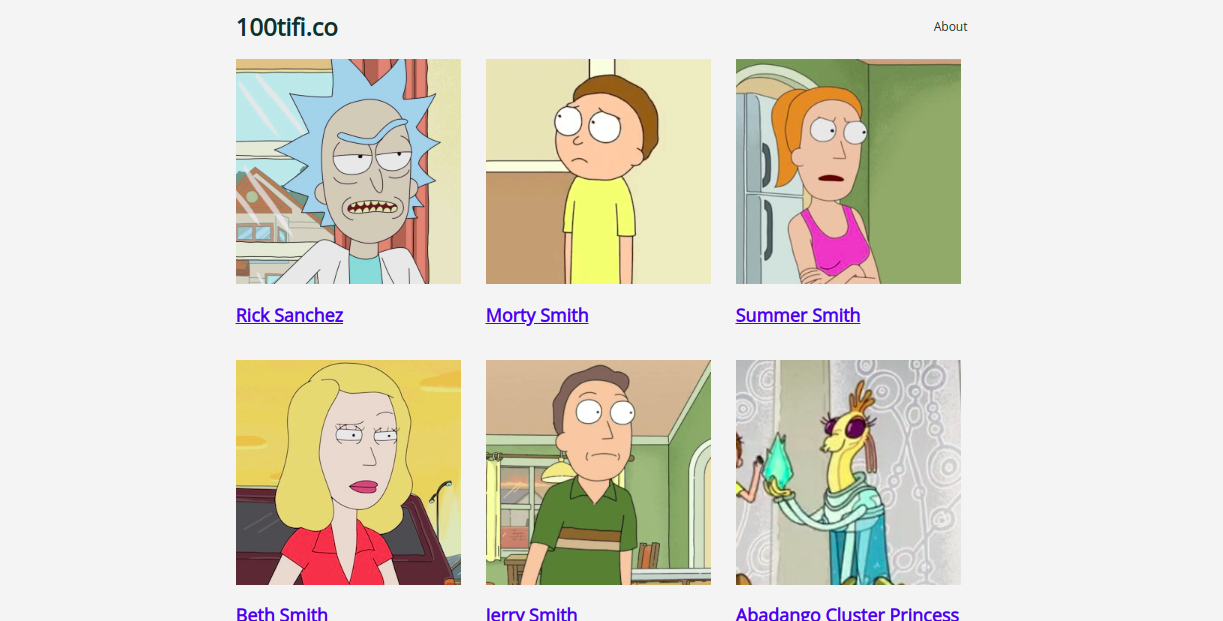 100tifi.co
About
Rick Sanchez
Morty Smith
Summer Smith
Beth Smith
Jerry Smith
Abadango Cluster Princess